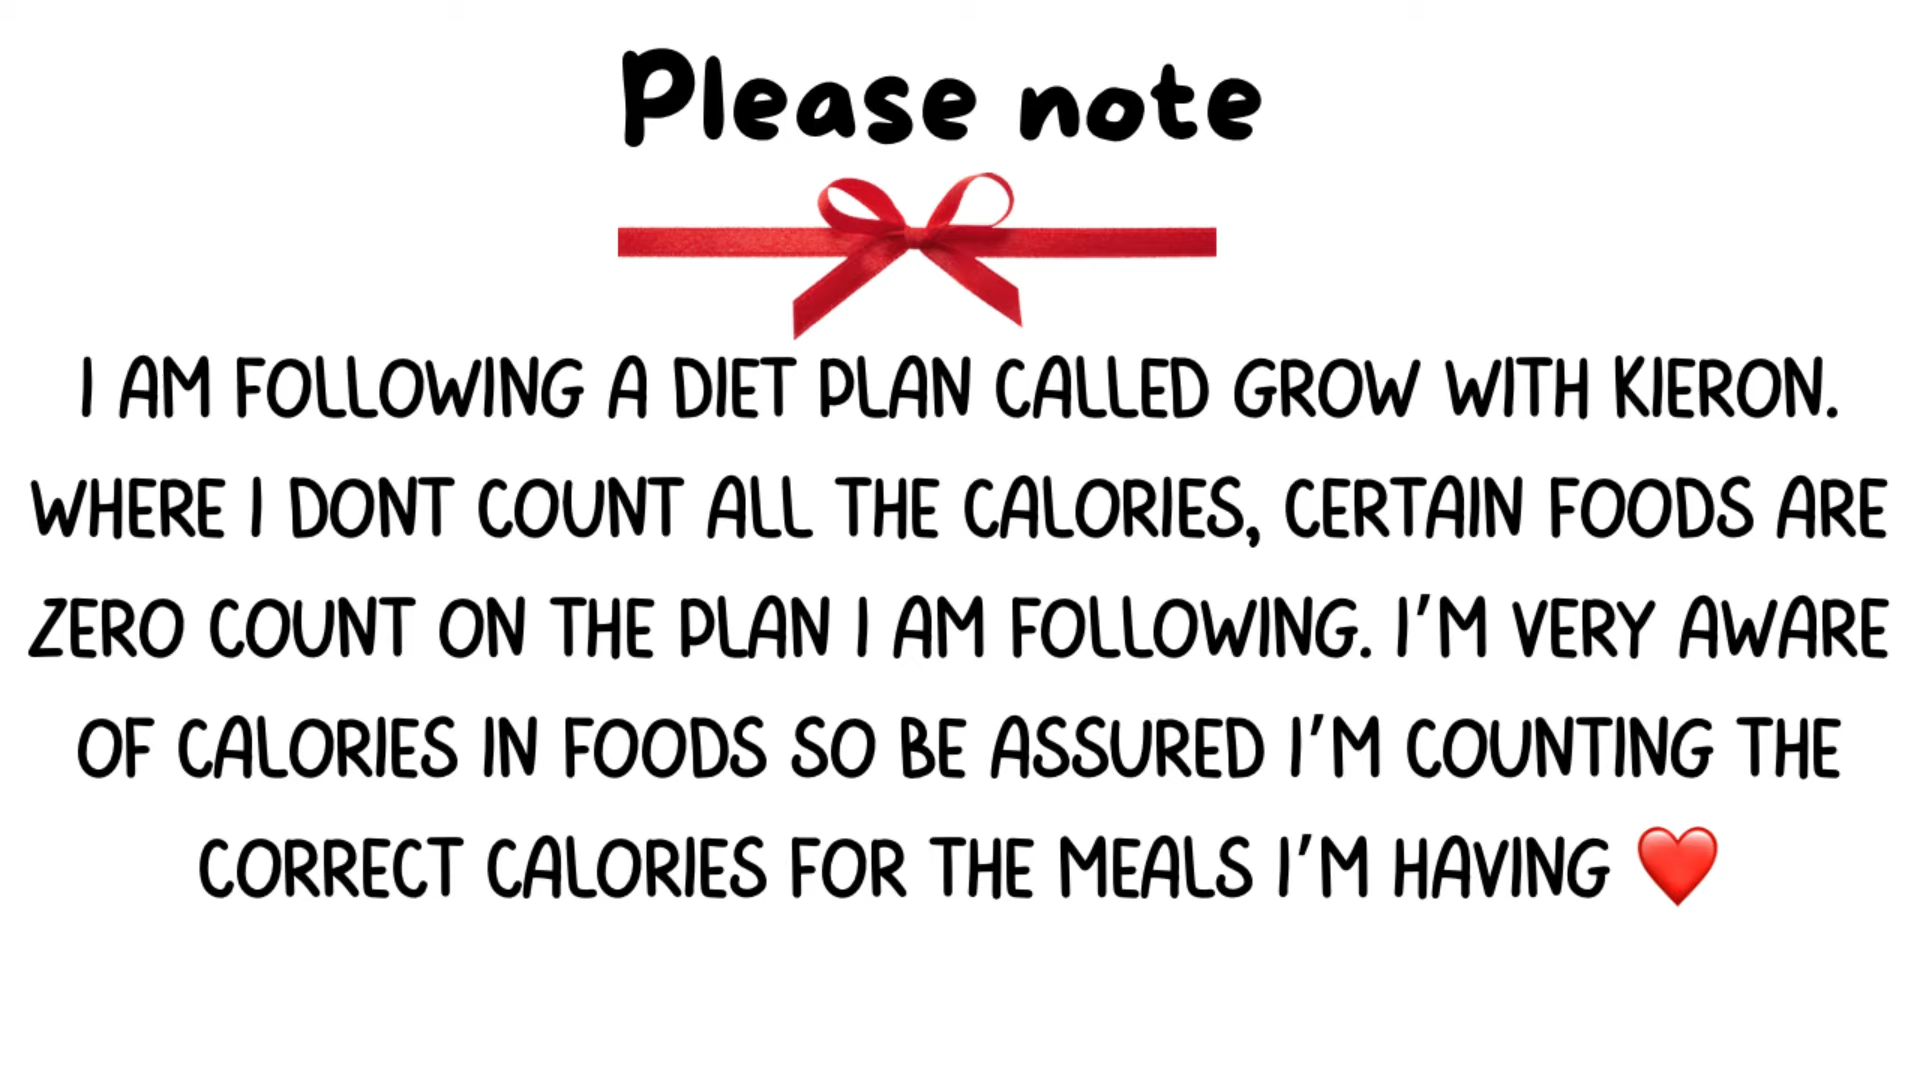 Please note
I AM FOLLOWING A DIET PLAN CALLED GROW WITH KIERON.
WHERE I DONT COUNT ALL THE CALORIES, CERTAIN FOODS ARE
ZERO COUNT ON THE PLAN I AM FOLLOWING. I'M VERY AWARE
OF CALORIES IN FOODS SO BE ASSURED I'M COUNTING THE
CORRECT CALORIES FOR THE MEALS I'M HAVING ❤️